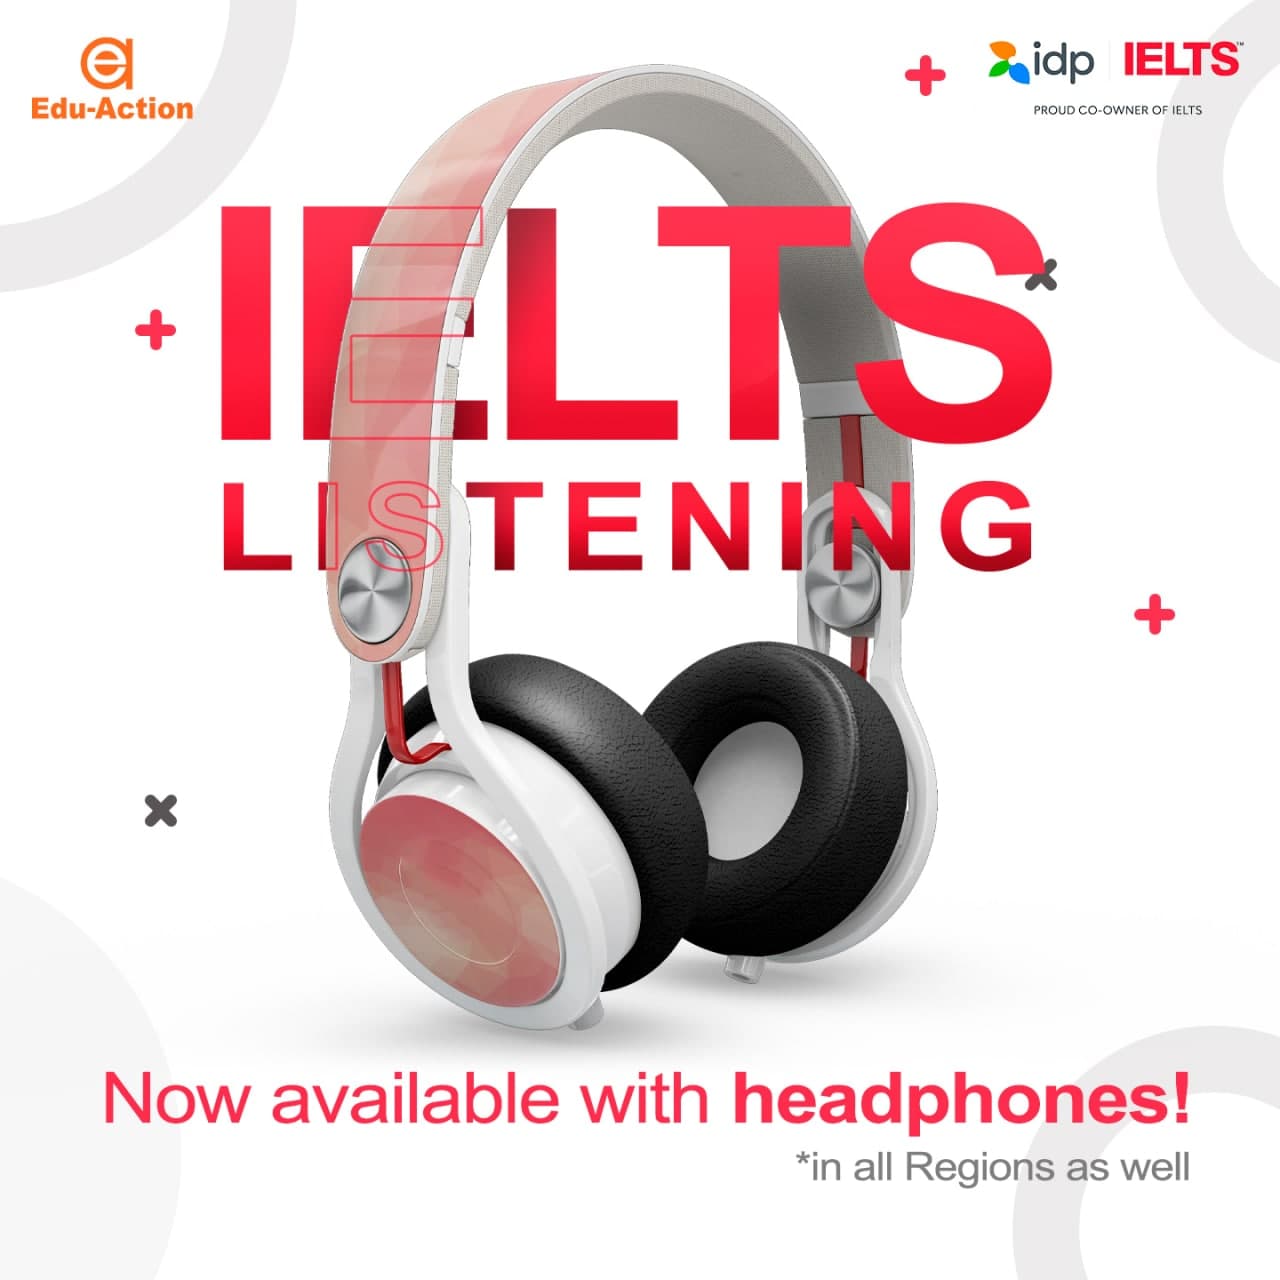 Edu-Action
idp IELTS™
PROUD CO-OWNER OF IELTS
IELTS
LISTENING
Now available with headphones!
*in all Regions as well